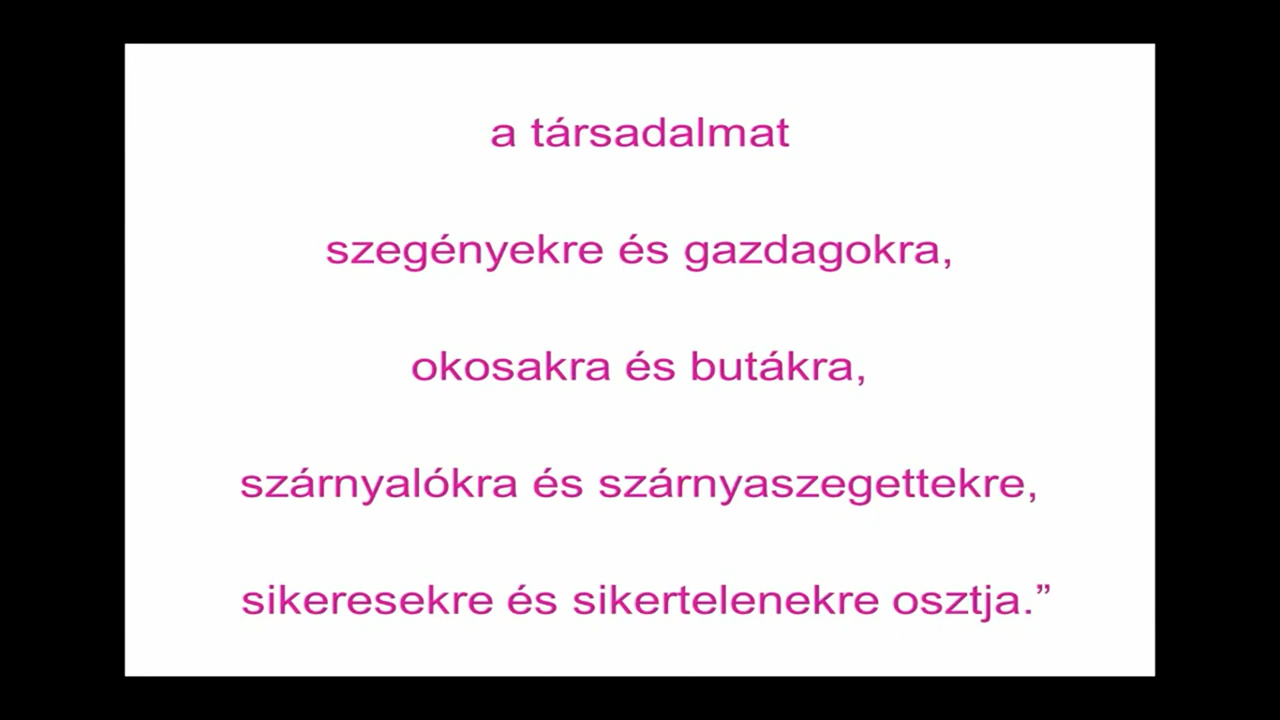 a társadalmat
szegényekre és gazdagokra,
okosakra és butákra,
szárnyalókra és szárnyaszegettekre,
sikeresekre és sikertelenekre osztja.”